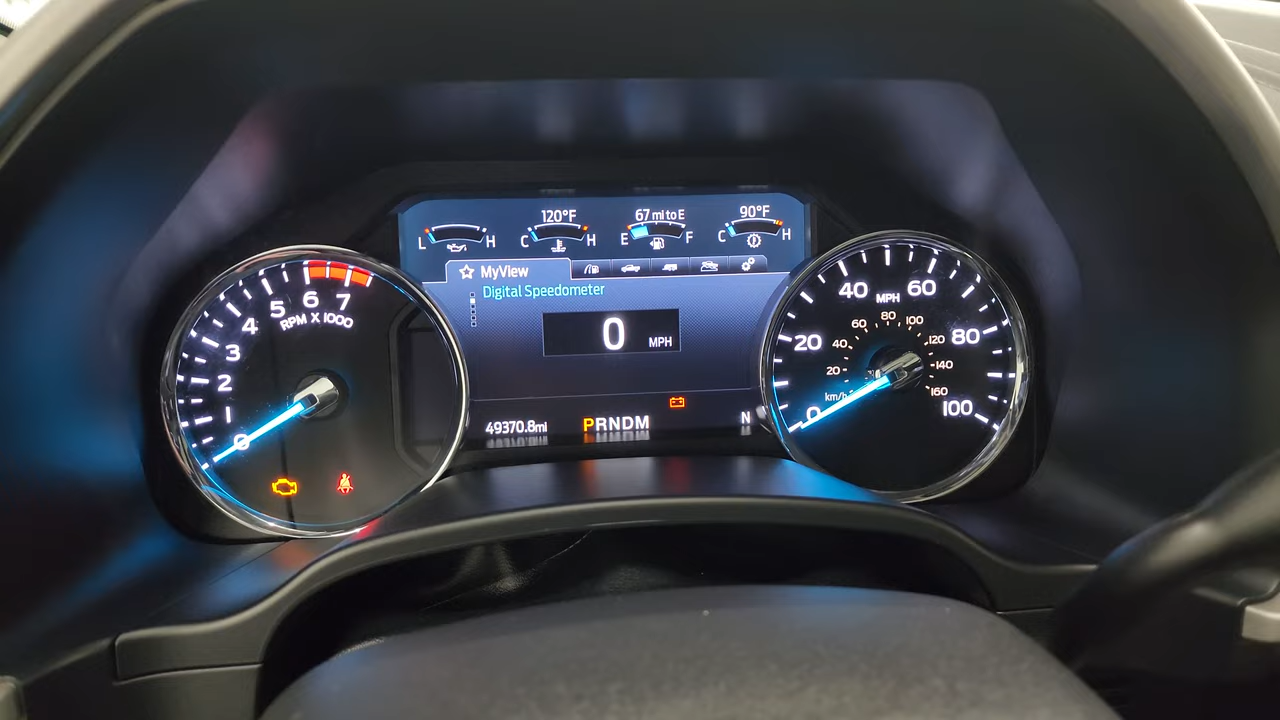 120°F
67 mi to E
90°F
L H
C H
E F
C H
MyView
Digital Speedometer
0 MPH
49370.8mi
PRNDM
N
0
1
2
3
4
5
6
7
RPM X 1000
0
20
40
60
80
100
MPH
20
40
60
80
100
120
140
160
km/h